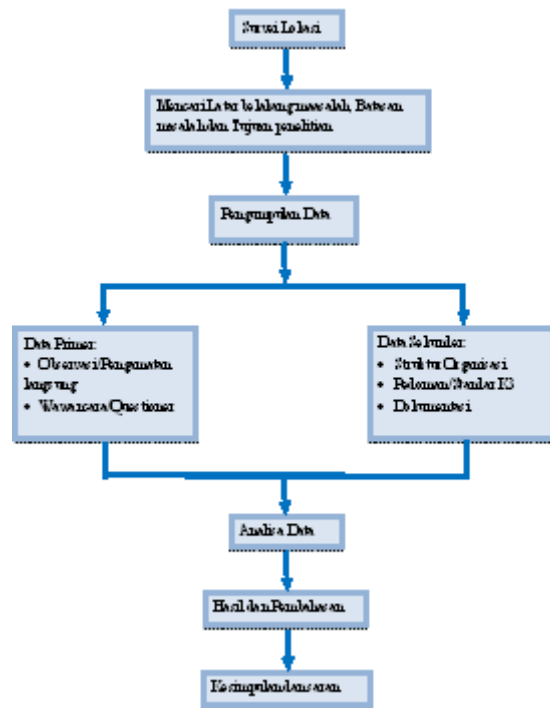 Survei Lokasi
Mencari Latar belakang masalah, Batasan
masalah dan Tujuan penelitian
Pengumpulan Data
Data Primer:
• Observasi/Pengamatan
langsung
• Wawancara/Questioner
Data Sekunder:
• Struktur Organisasi
• Pedoman/Standar K3
• Dokumentasi
Analisa Data
Hasil dan Pembahasan
Kesimpulan dan saran